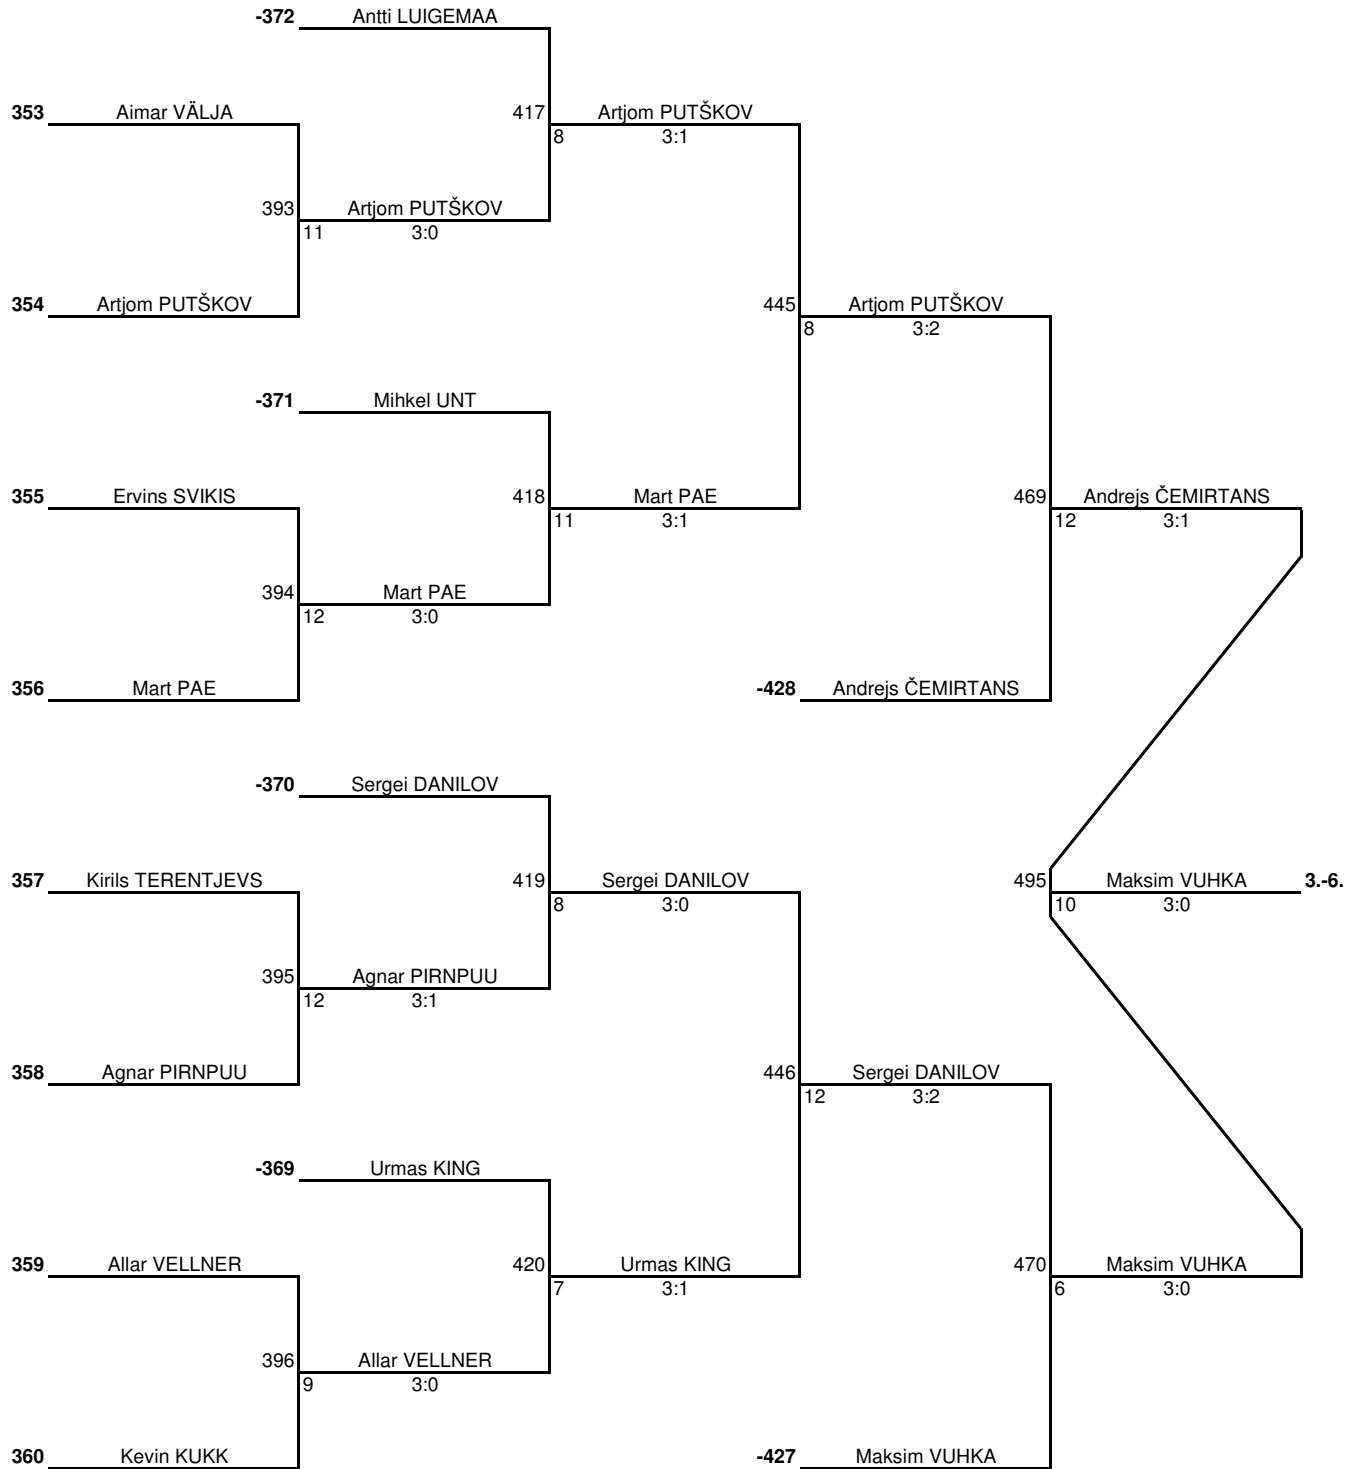 -372 Antti LUIGEMAA
353 Aimar VÄLJA 417 Artjom PUTŠKOV
8 3:1
393 Artjom PUTŠKOV
11 3:0
354 Artjom PUTŠKOV 445 Artjom PUTŠKOV
8 3:2
-371 Mihkel UNT
355 Ervins SVIKIS 418 Mart PAE 469 Andrejs ČEMIRTANS
11 3:1 12 3:1
394 Mart PAE
12 3:0
356 Mart PAE -428 Andrejs ČEMIRTANS
-370 Sergei DANILOV
357 Kirils TERENTJEVS 419 Sergei DANILOV 495 Maksim VUHKA 3.-6.
8 3:0 10 3:0
395 Agnar PIRNPUU
12 3:1
358 Agnar PIRNPUU 446 Sergei DANILOV
12 3:2
-369 Urmas KING
359 Allar VELLNER 420 Urmas KING 470 Maksim VUHKA
7 3:1 6 3:0
396 Allar VELLNER
9 3:0
360 Kevin KUKK -427 Maksim VUHKA